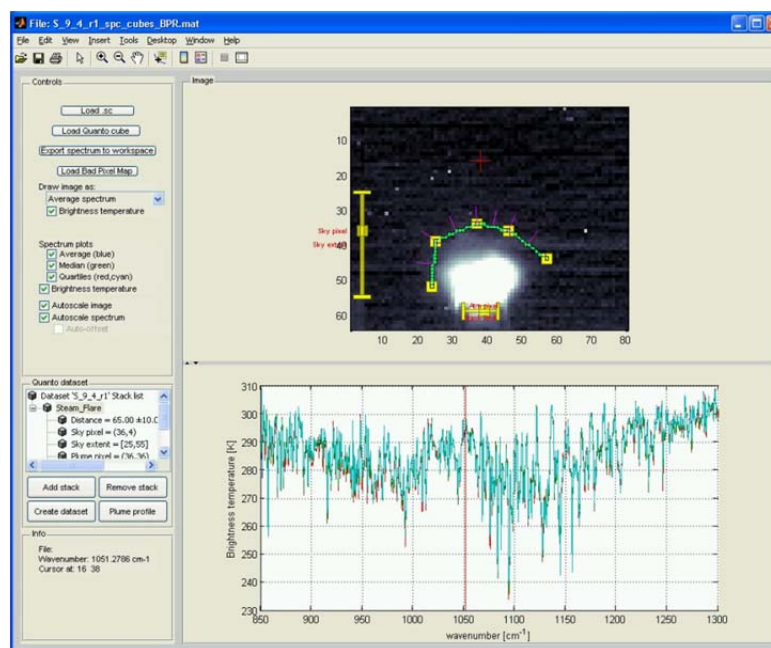 File: S_9_4_r1_spc_cubes_BPR.mat
File Edit View Insert Tools Desktop Window Help
Controls
Load .sc
Load Quanto cube
Export spectrum to workspace
Load Bad Pixel Map
Draw image as:
Average spectrum
Brightness temperature
Spectrum plots
Average (blue)
Median (green)
Quartiles (red,cyan)
Brightness temperature
Autoscale image
Autoscale spectrum
Auto-offset
Quanto dataset
Dataset 'S_9_4_r1' Stack list
Steam_Flare
Distance = 65.00 ±10.0
Sky pixel = (36,4)
Sky extent = [25,55]
Plume pixel = (36,36)
Add stack Remove stack
Create dataset Plume profile
Info
File:
Wavenumber: 1051.2786 cm-1
Cursor at: 16 38
Image
10
20
30
Sky pixel
Sky extent
40
50
60
10 20 30 40 50 60 70 80
310
300
290
280
270
260
250
240
230
Brightness temperature [K]
850 900 950 1000 1050 1100 1150 1200 1250 1300
wavenumber [cm-1]